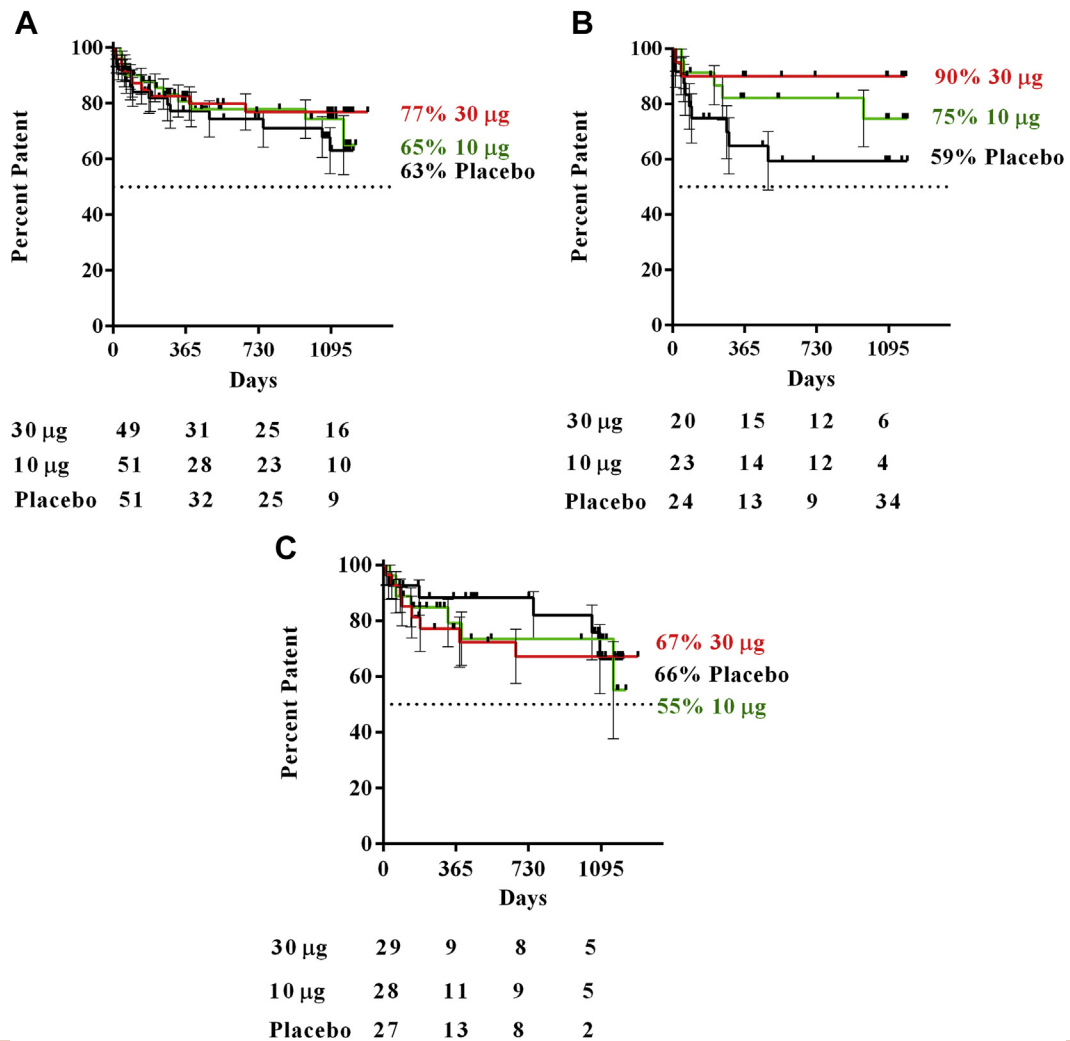 A
Percent Patent
100
80
60
40
20
0
77% 30 μg
65% 10 μg
63% Placebo
0 365 730 1095
Days
30 μg 49 31 25 16
10 μg 51 28 23 10
Placebo 51 32 25 9
B
Percent Patent
100
80
60
40
20
0
90% 30 μg
75% 10 μg
59% Placebo
0 365 730 1095
Days
30 μg 20 15 12 6
10 μg 23 14 12 4
Placebo 24 13 9 34
C
Percent Patent
100
80
60
40
20
0
67% 30 μg
66% Placebo
55% 10 μg
0 365 730 1095
Days
30 μg 29 9 8 5
10 μg 28 11 9 5
Placebo 27 13 8 2